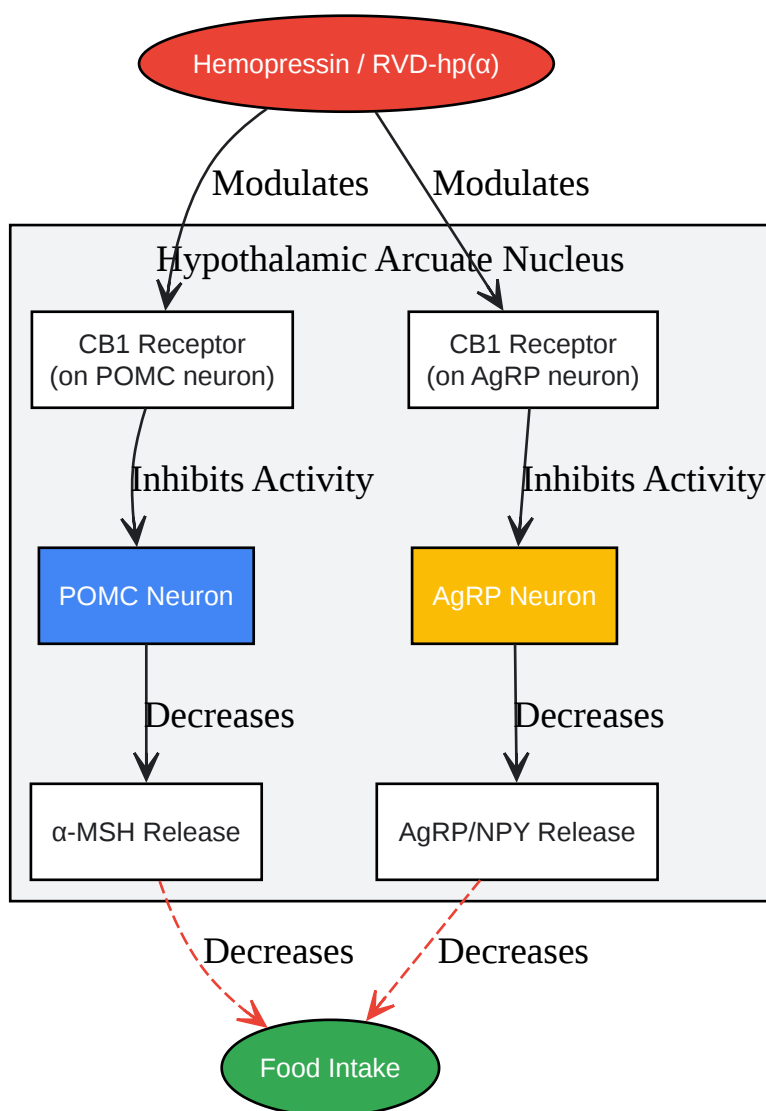 Hemopressin / RVD-hp(α)
Modulates
Modulates
Hypothalamic Arcuate Nucleus
CB1 Receptor
(on POMC neuron)
CB1 Receptor
(on AgRP neuron)
Inhibits Activity
Inhibits Activity
POMC Neuron
AgRP Neuron
Decreases
Decreases
α-MSH Release
AgRP/NPY Release
Decreases
Decreases
Food Intake